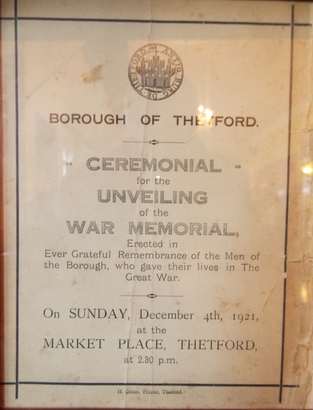 BOROUGH OF THETFORD.
CEREMONIAL
for the
UNVEILING
of the
WAR MEMORIAL,
Erected in
Ever Grateful Remembrance of the Men of
the Borough, who gave their lives in The
Great War.
On SUNDAY, December 4th, 1921,
at the
MARKET PLACE, THETFORD,
at 2.30 p.m.
Printer, Thetford.